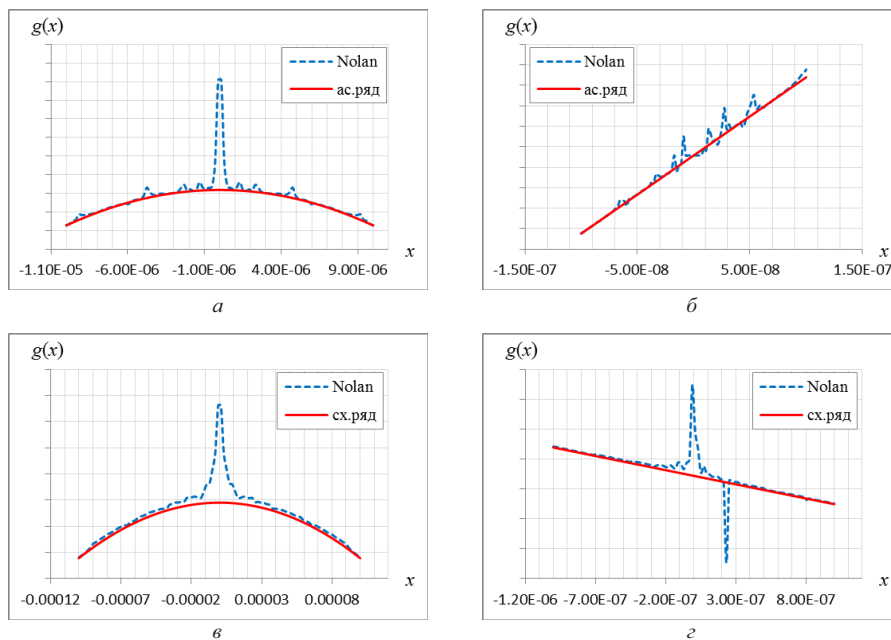 g(x)
Nolan
ас.ряд
x
-1.10E-05 -6.00E-06 -1.00E-06 4.00E-06 9.00E-06
а
g(x)
Nolan
ас.ряд
x
-1.50E-07 -5.00E-08 5.00E-08 1.50E-07
б
g(x)
Nolan
сх.ряд
x
-0.00012 -0.00007 -0.00002 0.00003 0.00008
в
g(x)
Nolan
сх.ряд
x
-1.20E-06 -7.00E-07 -2.00E-07 3.00E-07 8.00E-07
г